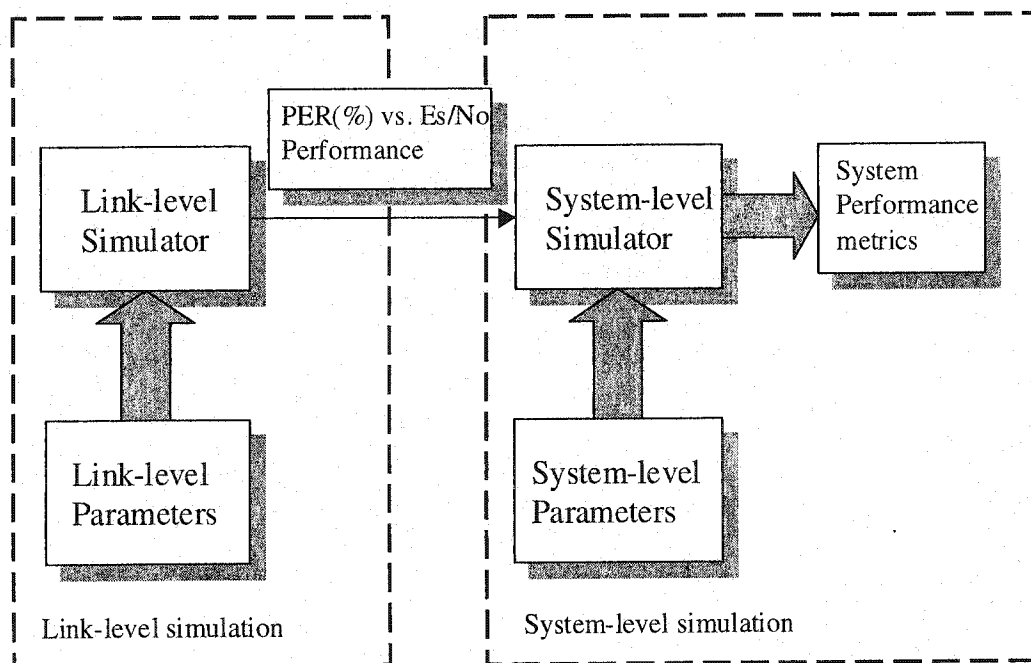 PER(%) vs. Es/No
Performance
Link-level
Simulator
System-level
Simulator
System
Performance
metrics
Link-level
Parameters
System-level
Parameters
Link-level simulation
System-level simulation